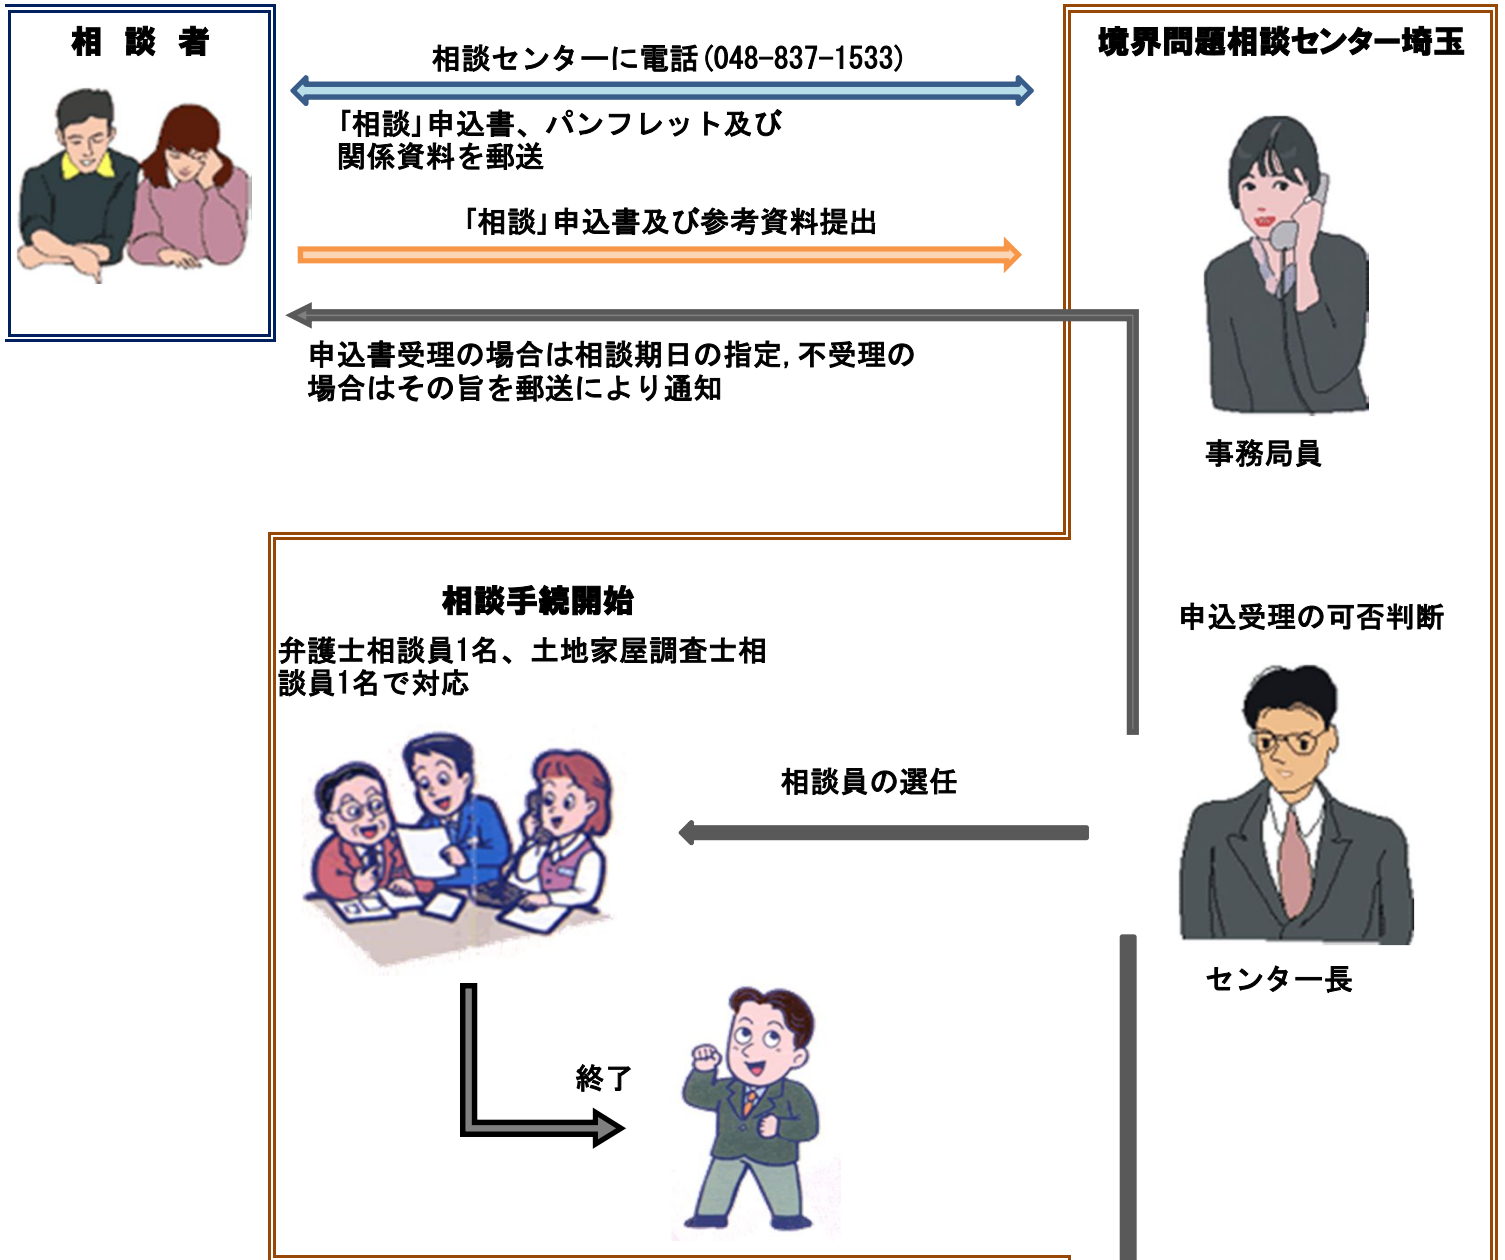 相 談 者
境界問題相談センター埼玉
相談センターに電話(048-837-1533)
「相談」申込書、パンフレット及び
関係資料を郵送
「相談」申込書及び参考資料提出
申込書受理の場合は相談期日の指定,不受理の
場合はその旨を郵送により通知
事務局員
相談手続開始
弁護士相談員1名、土地家屋調査士相
談員1名で対応
申込受理の可否判断
相談員の選任
センター長
終了